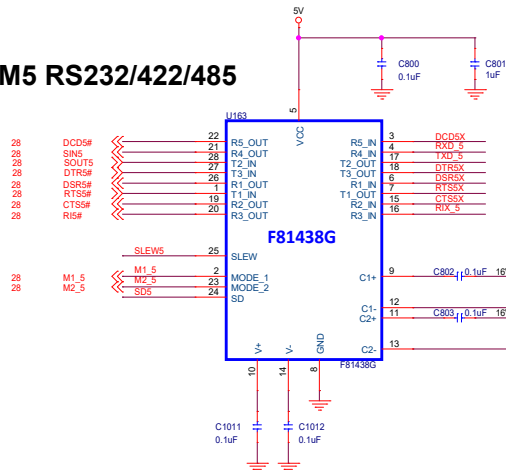 5V
M5 RS232/422/485
C800
0.1uF
C801
1uF
U163
5
VCC
28 DCD5# 22 R5_OUT R5_IN 3 DCD5X
28 SIN5 21 R4_OUT R4_IN 4 RXD_5
28 SOUT5 28 T2_IN T2_OUT 17 TXD_5
28 DTR5# 27 T3_IN T3_OUT 18 DTR5X
28 DSR5# 26 R1_OUT R1_IN 6 DSR5X
28 RTS5# 1 T1_IN T1_OUT 7 RTS5X
28 CTS5# 19 R2_OUT R2_IN 15 CTS5X
28 RI5# 20 R3_OUT R3_IN 16 RIX_5
F81438G
SLEW5 25 SLEW
28 M1_5 M1_5 2 MODE_1 C1+ 9 C802 0.1uF 16V
28 M2_5 M2_5 23 MODE_2
SD5 24 SD
C1- 12
C2+ 11 C803 0.1uF 16V
C2- 13
V+ V- GND
F81438G
10 14 8
C1011
0.1uF
C1012
0.1uF